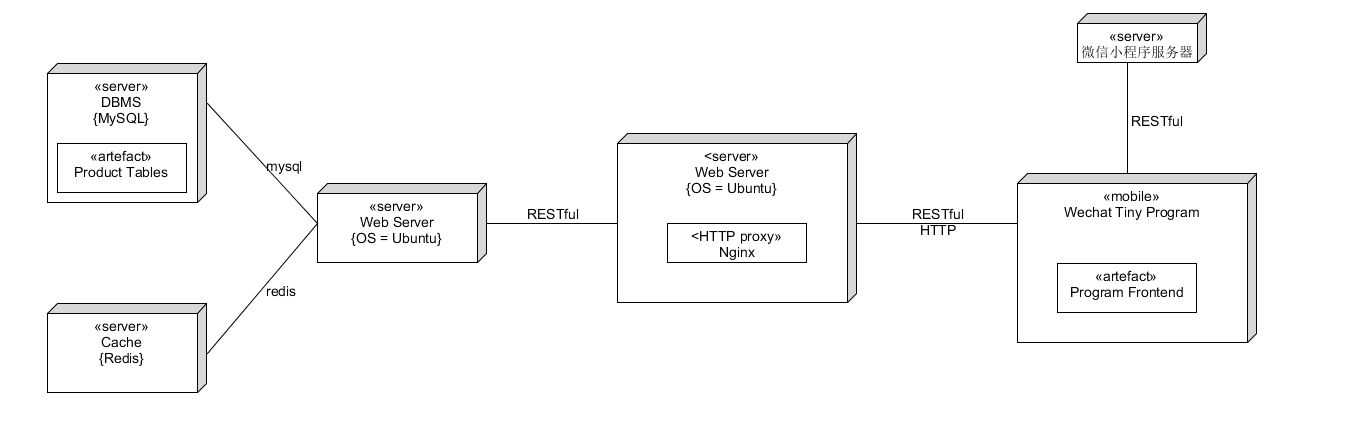 «server»
DBMS
{MySQL}
«artefact»
Product Tables
mysql
«server»
Cache
{Redis}
redis
«server»
Web Server
{OS = Ubuntu}
RESTful
<server»
Web Server
{OS = Ubuntu}
<HTTP proxy»
Nginx
RESTful
HTTP
«server»
微信小程序服务器
RESTful
«mobile»
Wechat Tiny Program
«artefact»
Program Frontend